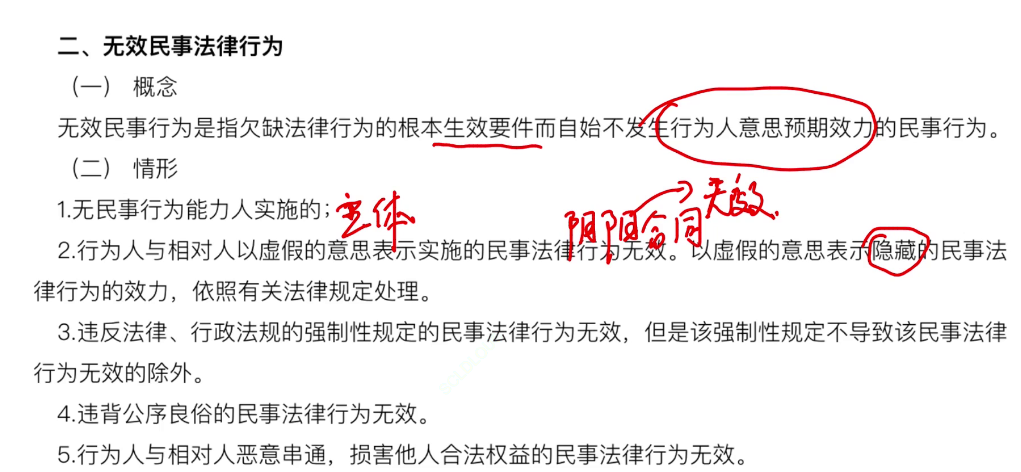 二、无效民事法律行为
（一） 概念
无效民事行为是指欠缺法律行为的根本生效要件而自始不发生行为人意思预期效力的民事行为。
（二） 情形
1.无民事行为能力人实施的；主体
阴阳合同 无效
2.行为人与相对人以虚假的意思表示实施的民事法律行为无效。以虚假的意思表示隐藏的民事法
律行为的效力，依照有关法律规定处理。
3.违反法律、行政法规的强制性规定的民事法律行为无效，但是该强制性规定不导致该民事法律
行为无效的除外。
4.违背公序良俗的民事法律行为无效。
5.行为人与相对人恶意串通，损害他人合法权益的民事法律行为无效。